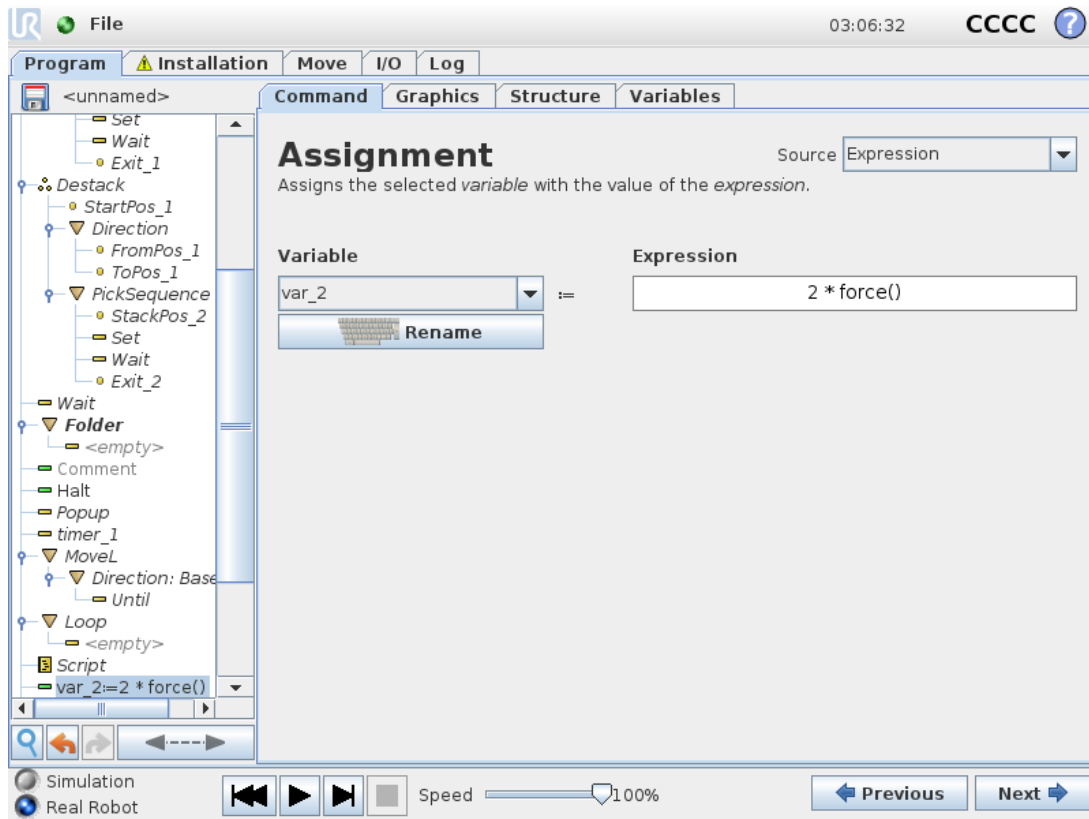 UR File 03:06:32 CCCC ?
Program Installation Move I/O Log
<unnamed>
Command Graphics Structure Variables
Set
Wait
Exit_1
Destack
StartPos_1
Direction
FromPos_1
ToPos_1
PickSequence
StackPos_2
Set
Wait
Exit_2
Wait
Folder
<empty>
Comment
Halt
Popup
timer_1
MoveL
Direction: Base
Until
Loop
<empty>
Script
var_2:=2 * force()
Assignment
Source Expression
Assigns the selected variable with the value of the expression.
Variable Expression
var_2 := 2 * force()
Rename
Simulation
Real Robot
Speed 100%
Previous Next